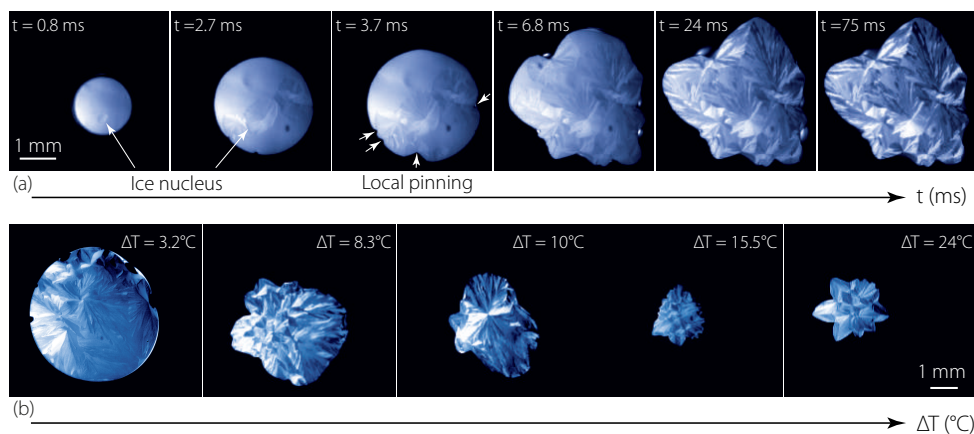 t = 0.8 ms
t =2.7 ms
t = 3.7 ms
t = 6.8 ms
t = 24 ms
t =75 ms
1 mm
Ice nucleus
Local pinning
(a)
t (ms)
ΔT = 3.2°C
ΔT = 8.3°C
ΔT = 10°C
ΔT = 15.5°C
ΔT = 24°C
1 mm
(b)
ΔT (°C)